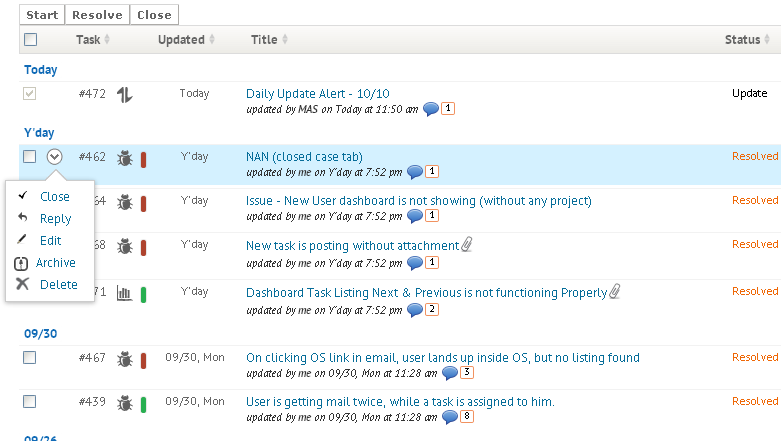 Start Resolve Close
Task Updated Title Status
Today
#472 Today Daily Update Alert - 10/10 Update
updated by MAS on Today at 11:50 am 1
Y'day
#462 Y'day NAN (closed case tab) Resolved
updated by me on Y'day at 7:52 pm 1
Close
64 Y'day Issue - New User dashboard is not showing (without any project) Resolved
updated by me on Y'day at 7:52 pm 1
Reply
Edit
68 Y'day New task is posting without attachment Resolved
updated by me on Y'day at 7:52 pm 1
Archive
Delete
71 Y'day Dashboard Task Listing Next & Previous is not functioning Properly Resolved
updated by me on Y'day at 7:52 pm 2
09/30
#467 09/30, Mon On clicking OS link in email, user lands up inside OS, but no listing found Resolved
updated by me on 09/30, Mon at 11:28 am 3
#439 09/30, Mon User is getting mail twice, while a task is assigned to him. Resolved
updated by me on 09/30, Mon at 11:28 am 8
09/26